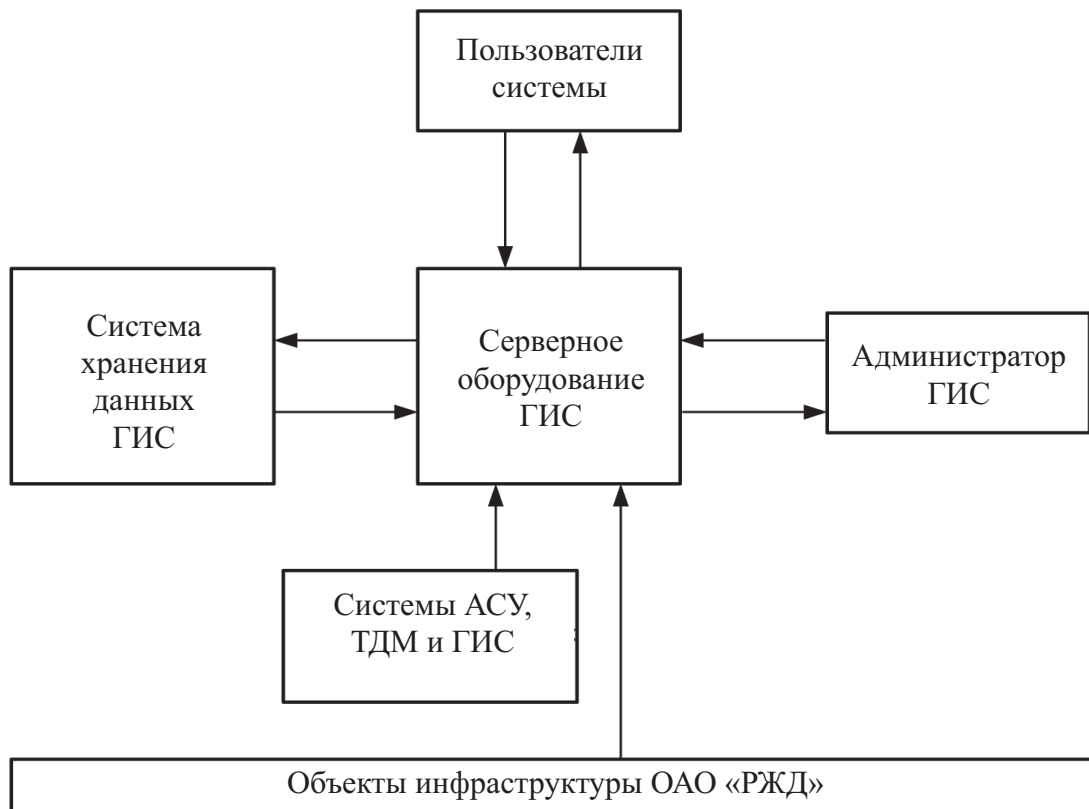 Пользователи
системы
Система
хранения
данных
ГИС
Серверное
оборудование
ГИС
Администратор
ГИС
Системы АСУ,
ТДМ и ГИС
Объекты инфраструктуры ОАО «РЖД»